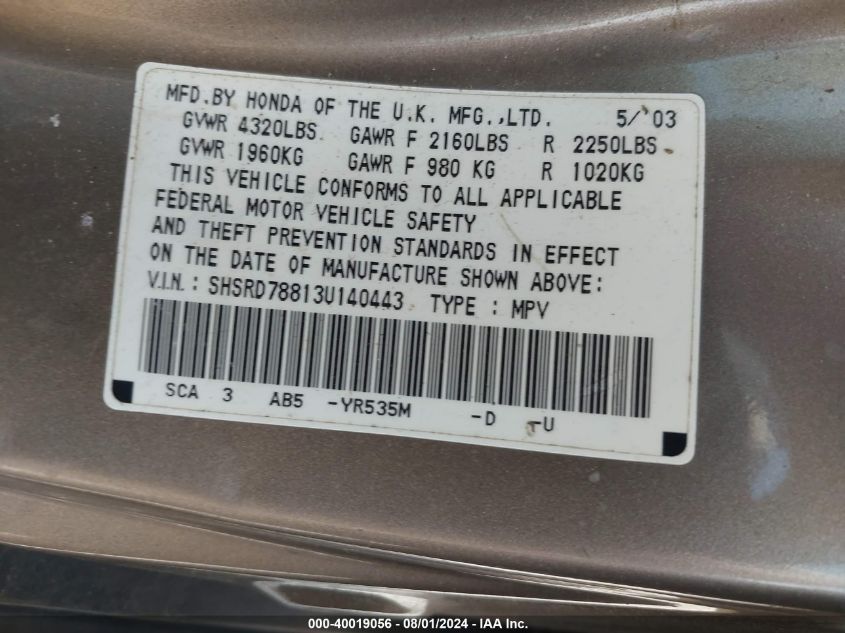 MFD.BY HONDA OF THE U.K. MFG.,LTD. 5/'03
GVWR 4320LBS. GAWR F 2160LBS R 2250LBS
GVWR 1960KG GAWR F 980 KG R 1020KG
THIS VEHICLE CONFORMS TO ALL APPLICABLE
FEDERAL MOTOR VEHICLE SAFETY
AND THEFT PREVENTION STANDARDS IN EFFECT
ON THE DATE OF MANUFACTURE SHOWN ABOVE:
V.I.N. : SHSRD78813U140443 TYPE : MPV
SCA 3 AB5 -YR535M -D -U
000-40019056 - 08/01/2024 - IAA Inc.